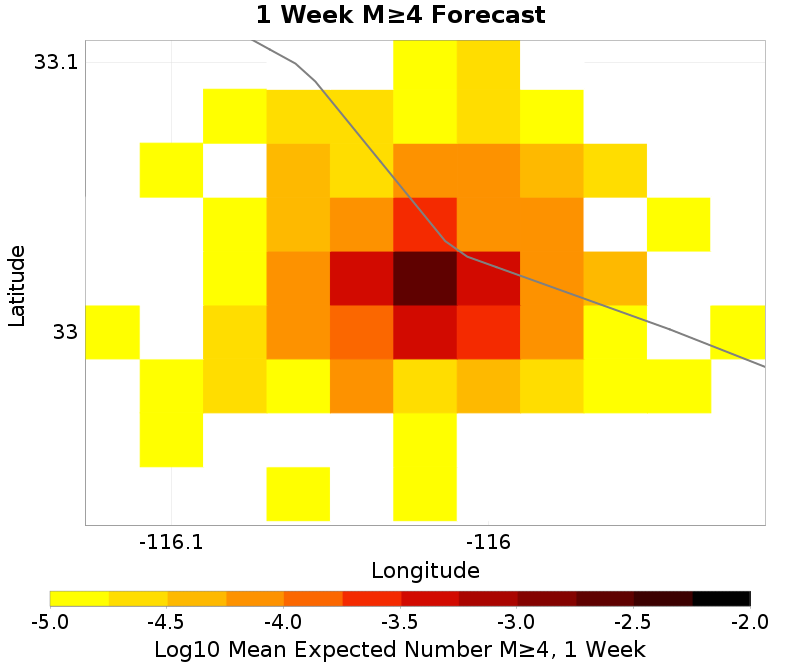 1 Week M≥4 Forecast
33.1
33
Latitude
-116.1
-116
Longitude
-5.0
-4.5
-4.0
-3.5
-3.0
-2.5
-2.0
Log10 Mean Expected Number M≥4, 1 Week